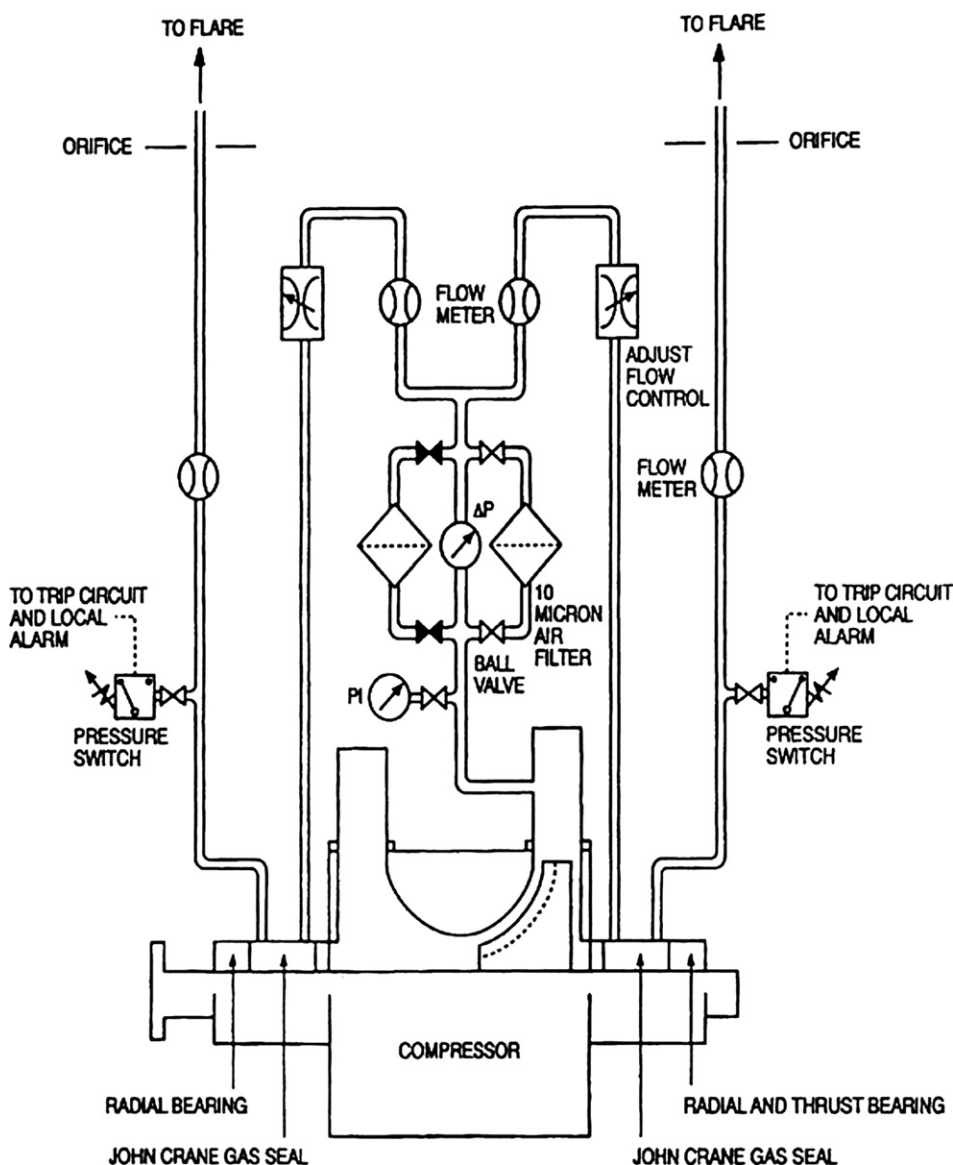 TO FLARE
TO FLARE
ORIFICE
ORIFICE
FLOW
METER
ADJUST
FLOW
CONTROL
FLOW
METER
ΔP
TO TRIP CIRCUIT
AND LOCAL
ALARM
10
MICRON
AIR
FILTER
TO TRIP CIRCUIT
AND LOCAL
ALARM
BALL
VALVE
PI
PRESSURE
SWITCH
PRESSURE
SWITCH
COMPRESSOR
RADIAL BEARING
RADIAL AND THRUST BEARING
JOHN CRANE GAS SEAL
JOHN CRANE GAS SEAL